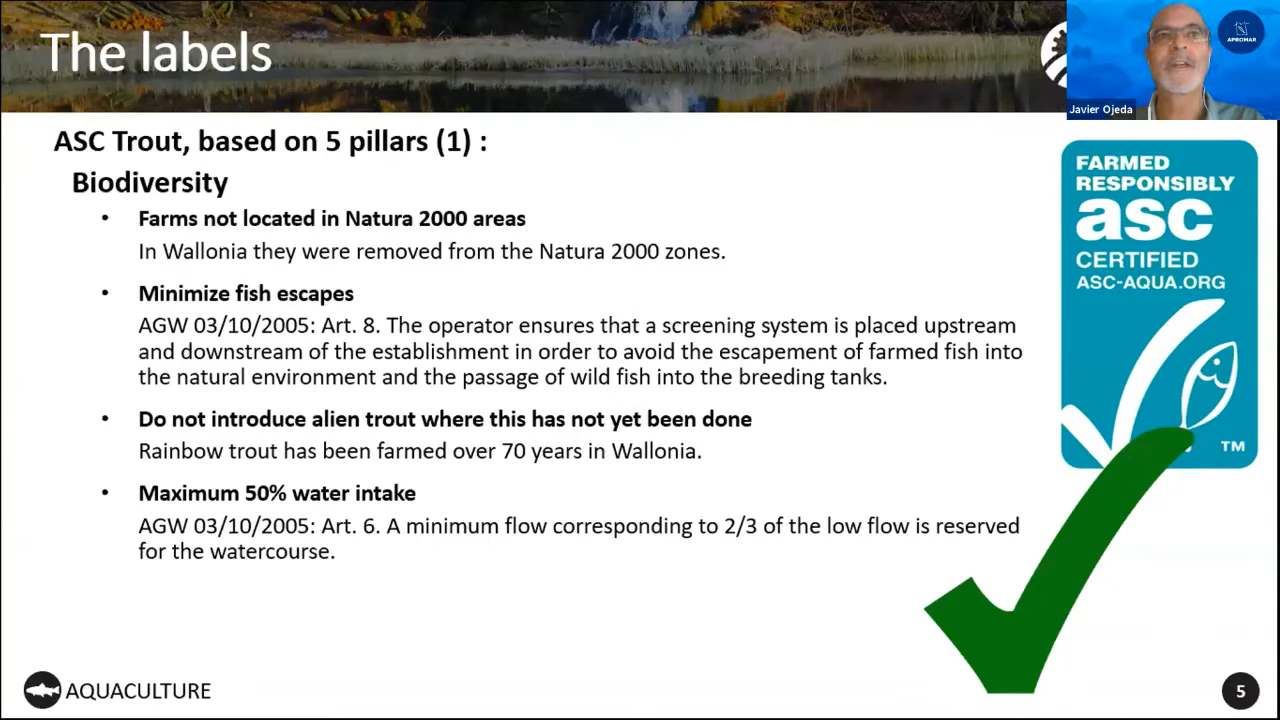 The labels
APROMAR
Javier Ojeda
ASC Trout, based on 5 pillars (1) :
Biodiversity
• Farms not located in Natura 2000 areas
In Wallonia they were removed from the Natura 2000 zones.
• Minimize fish escapes
AGW 03/10/2005: Art. 8. The operator ensures that a screening system is placed upstream
and downstream of the establishment in order to avoid the escapement of farmed fish into
the natural environment and the passage of wild fish into the breeding tanks.
• Do not introduce alien trout where this has not yet been done
Rainbow trout has been farmed over 70 years in Wallonia.
• Maximum 50% water intake
AGW 03/10/2005: Art. 6. A minimum flow corresponding to 2/3 of the low flow is reserved
for the watercourse.
FARMED
RESPONSIBLY
asc
CERTIFIED
ASC-AQUA.ORG
TM
AQUACULTURE
5